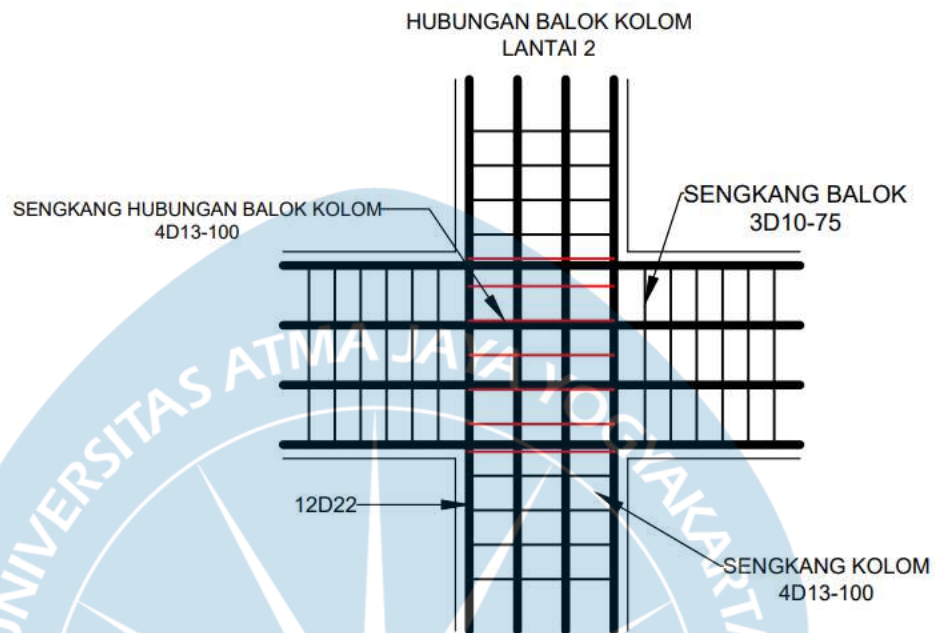 HUBUNGAN BALOK KOLOM
LANTAI 2
SENGKANG HUBUNGAN BALOK KOLOM
4D13-100
SENGKANG BALOK
3D10-75
12D22
SENGKANG KOLOM
4D13-100
UNIVERSITAS ATMA JAYA YOGYAKARTA